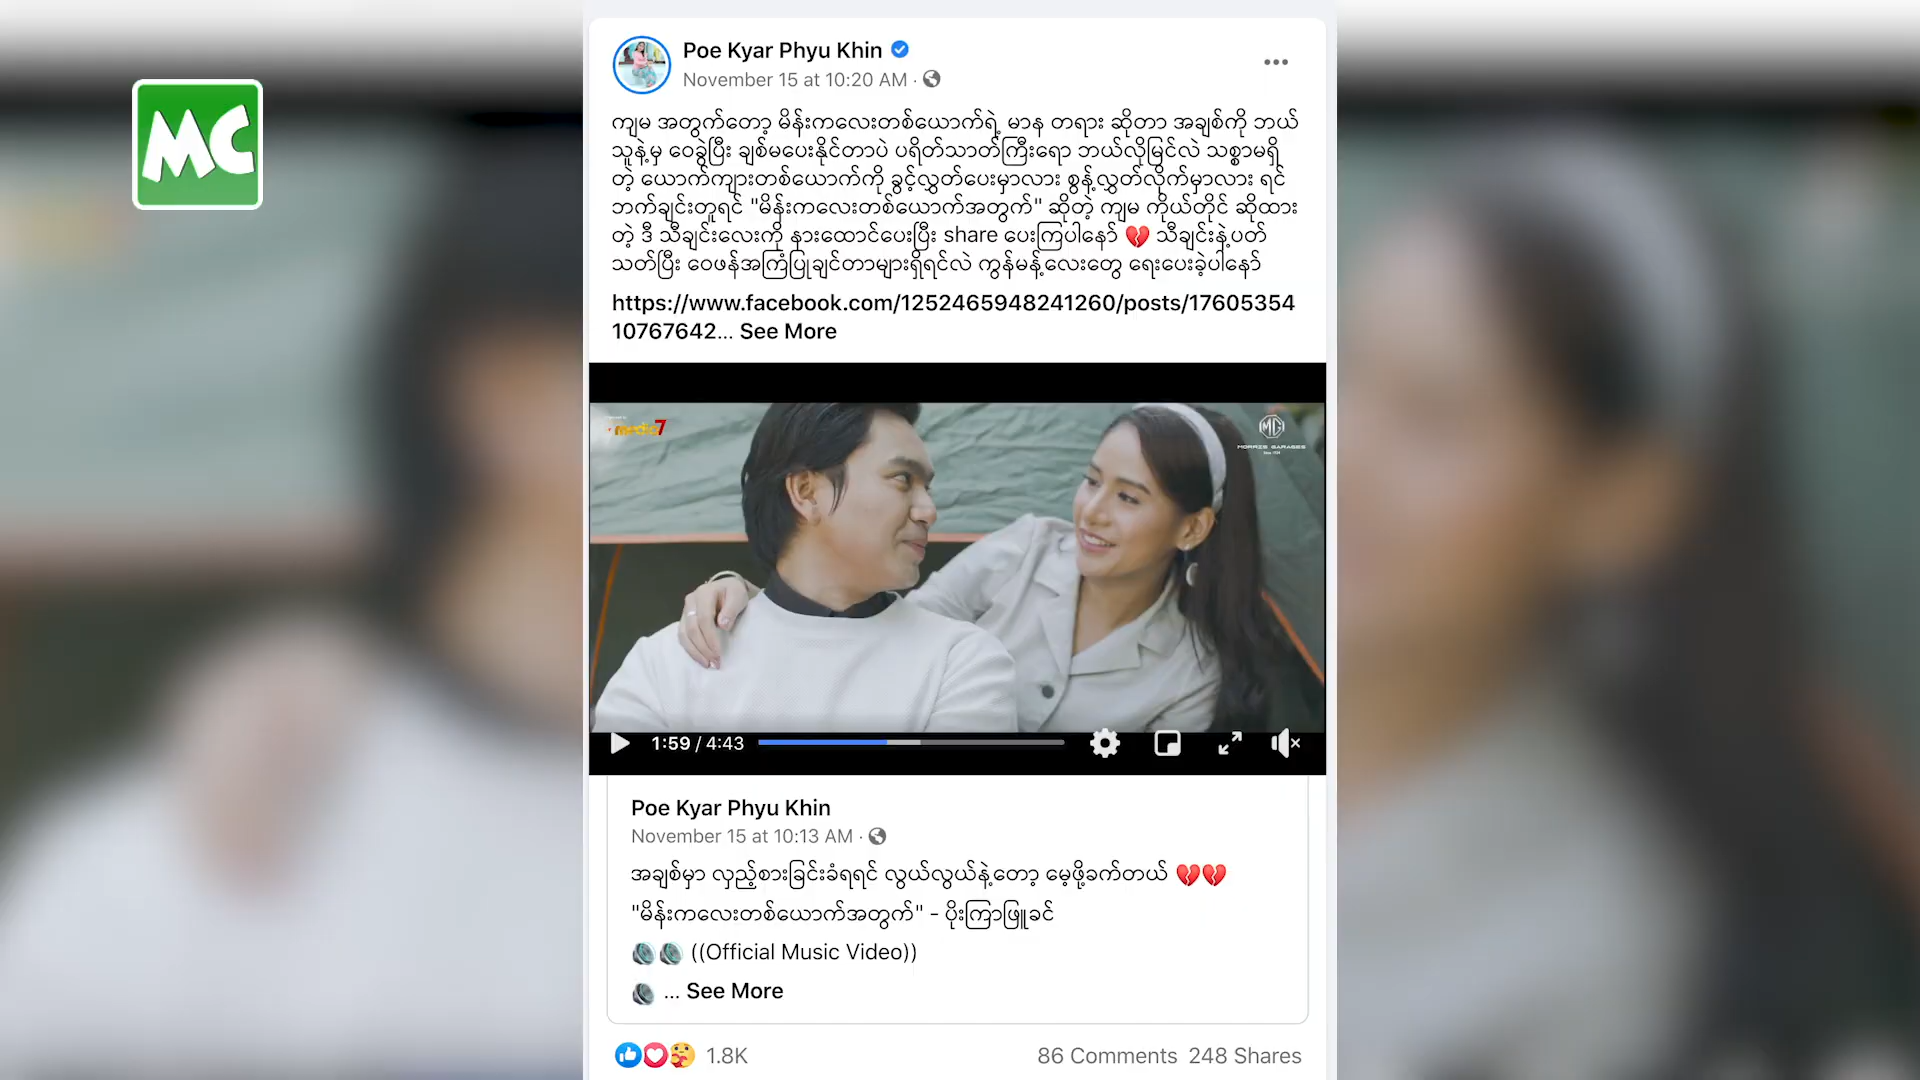 MC
Poe Kyar Phyu Khin
November 15 at 10:20 AM ·
ကျမ အတွက်တော့ မိန်းကလေးတစ်ယောက်ရဲ့ မာန တရား ဆိုတာ အချစ်ကို ဘယ်
သူနဲ့မှ ဝေခွဲပြီး ချစ်မပေးနိုင်တာပဲ ပရိတ်သာတ်ကြီးရော ဘယ်လိုမြင်လဲ သစ္စာမရှိ
တဲ့ ယောက်ကျားတစ်ယောက်ကို ခွင့်လွှတ်ပေးမှာလား စွန့်လွှတ်လိုက်မှာလား ရင်
ဘက်ချင်းတူရင် "မိန်းကလေးတစ်ယောက်အတွက်" ဆိုတဲ့ ကျမ ကိုယ်တိုင် ဆိုထား
တဲ့ ဒီ သီချင်းလေးကို နားထောင်ပေးပြီး share ပေးကြပါနော် 💔 သီချင်းနဲ့ပတ်
သတ်ပြီး ဝေဖန်အကြံပြုချင်တာများရှိရင်လဲ ကွန်မန့်လေးတွေ ရေးပေးခဲ့ပါနော်
https://www.facebook.com/1252465948241260/posts/17605354
10767642... See More
Media7
MG
MORRIS GARAGES
Since 1924
1:59 / 4:43
Poe Kyar Phyu Khin
November 15 at 10:13 AM ·
အချစ်မှာ လှည့်စားခြင်းခံရရင် လွယ်လွယ်နဲ့တော့ မေ့ဖို့ခက်တယ် 💔💔
"မိန်းကလေးတစ်ယောက်အတွက်" - ပိုးကြာဖြူခင်
🔊🔊 ((Official Music Video))
🔊 ... See More
1.8K
86 Comments 248 Shares